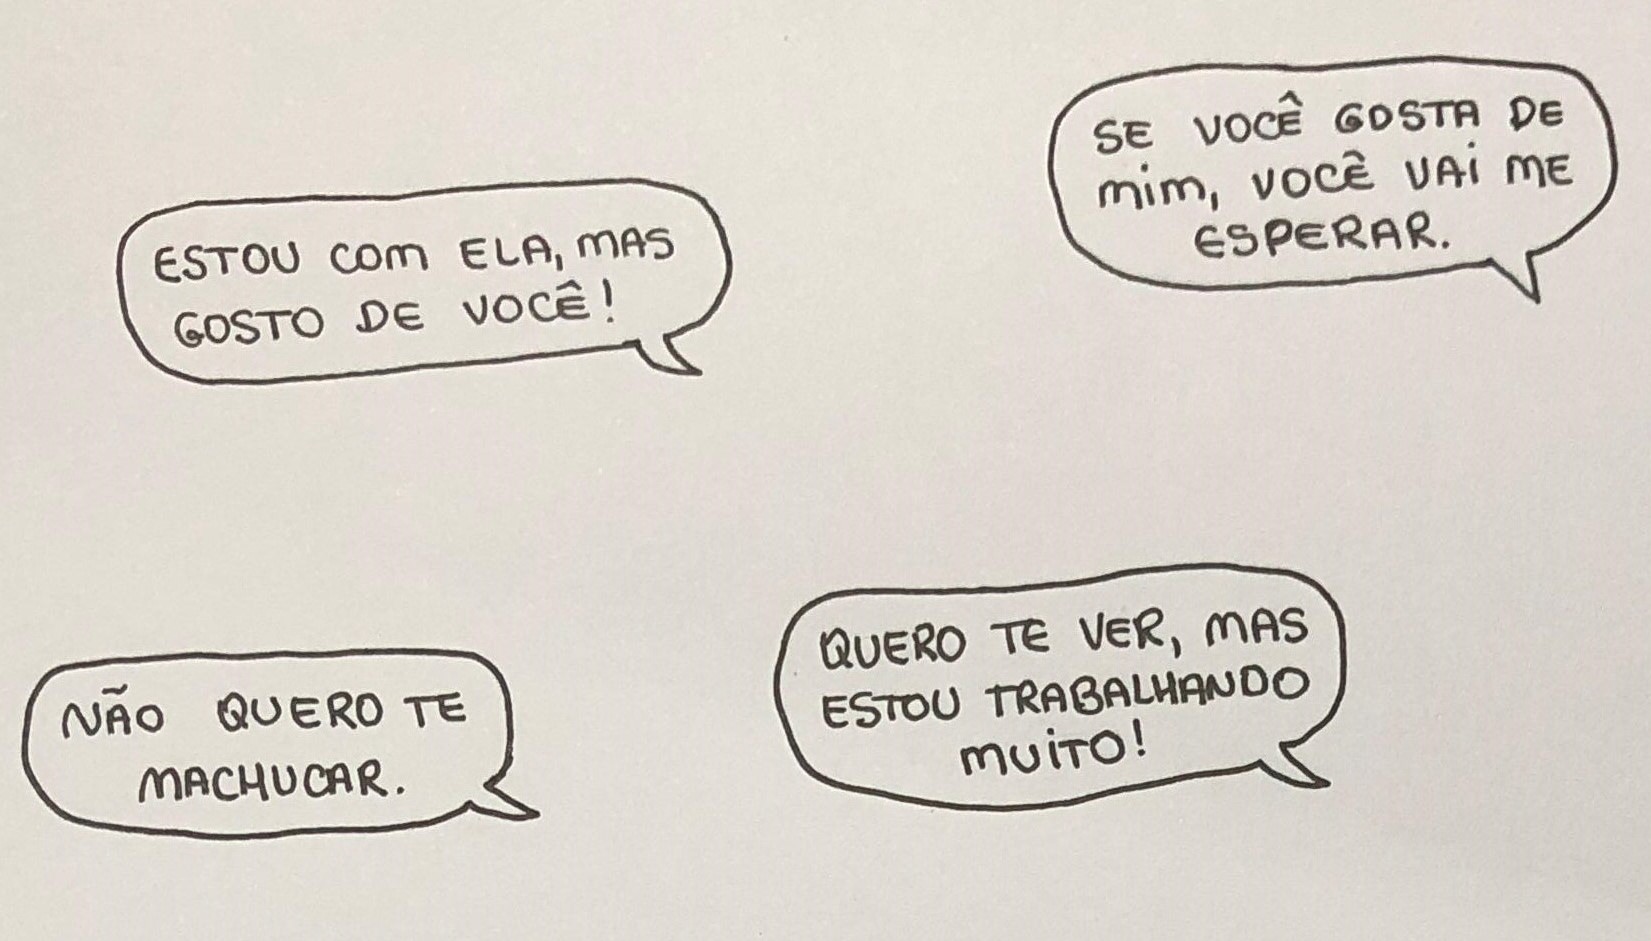 ESTOU COM ELA, MAS
GOSTO DE VOCÊ!
SE VOCÊ GOSTA DE
MIM, VOCÊ VAI ME
ESPERAR.
NÃO QUERO TE
MACHUCAR.
QUERO TE VER, MAS
ESTOU TRABALHANDO
MUITO!